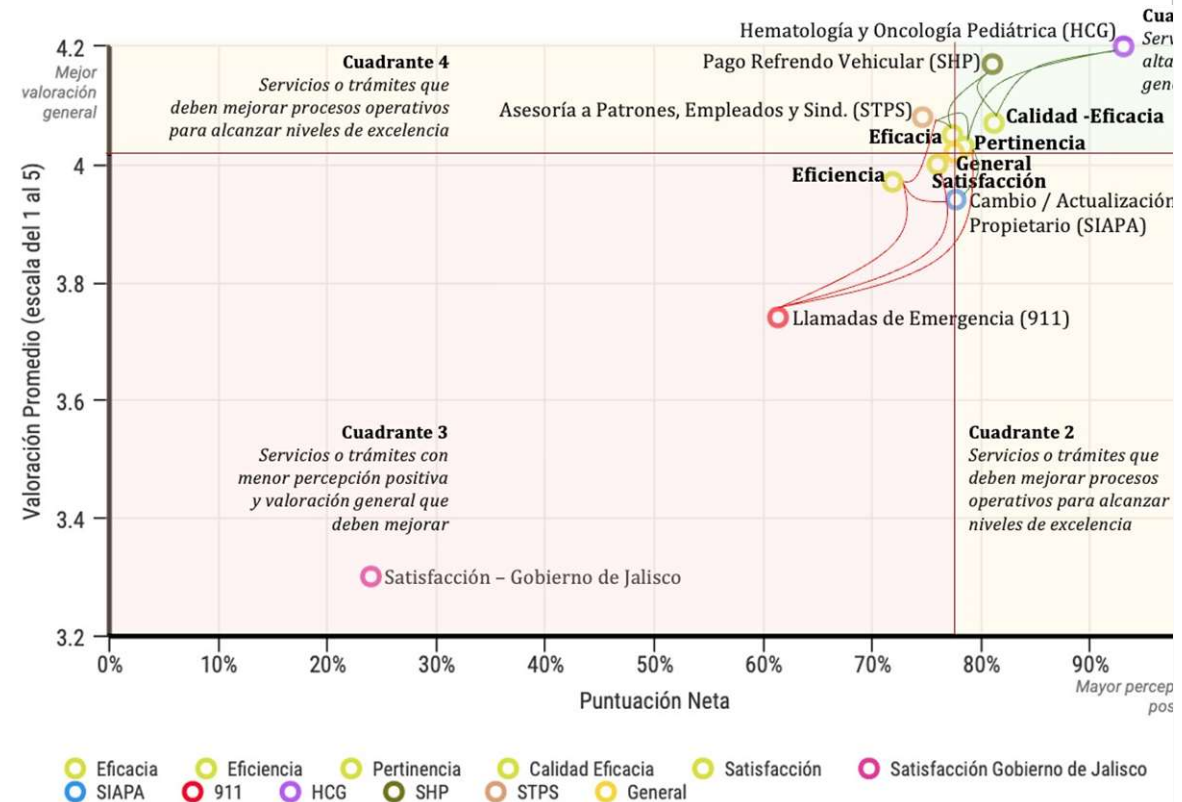 Hematología y Oncología Pediátrica (HCG)
Pago Refrendo Vehicular (SHP)
Asesoría a Patrones, Empleados y Sind. (STPS)
Cuadrante 4
Servicios o trámites que
deben mejorar procesos operativos
para alcanzar niveles de excelencia
Mejor
valoración
general
Calidad -Eficacia
Eficacia
Pertinencia
General
Eficiencia
Satisfacción
Cambio / Actualización
Propietario (SIAPA)
Llamadas de Emergencia (911)
Cuadrante 3
Servicios o trámites con
menor percepción positiva
y valoración general que
deben mejorar
Cuadrante 2
Servicios o trámites que
deben mejorar procesos
operativos para alcanzar
niveles de excelencia
Satisfacción – Gobierno de Jalisco
Valoración Promedio (escala del 1 al 5)
4.2
4
3.8
3.6
3.4
3.2
0% 10% 20% 30% 40% 50% 60% 70% 80% 90%
Mayor
Puntuación Neta
Eficacia Eficiencia Pertinencia Calidad Eficacia Satisfacción Satisfacción Gobierno de Jalisco
SIAPA 911 HCG SHP STPS General